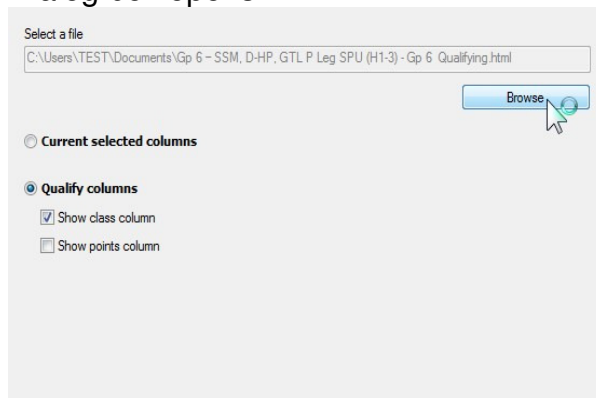 Select a file
C:\Users\TEST\Documents\Gp 6 – SSM, D-HP, GTL P Leg SPU (H1-3) - Gp 6 Qualifying.html
Browse
Current selected columns
Qualify columns
Show class column
Show points column